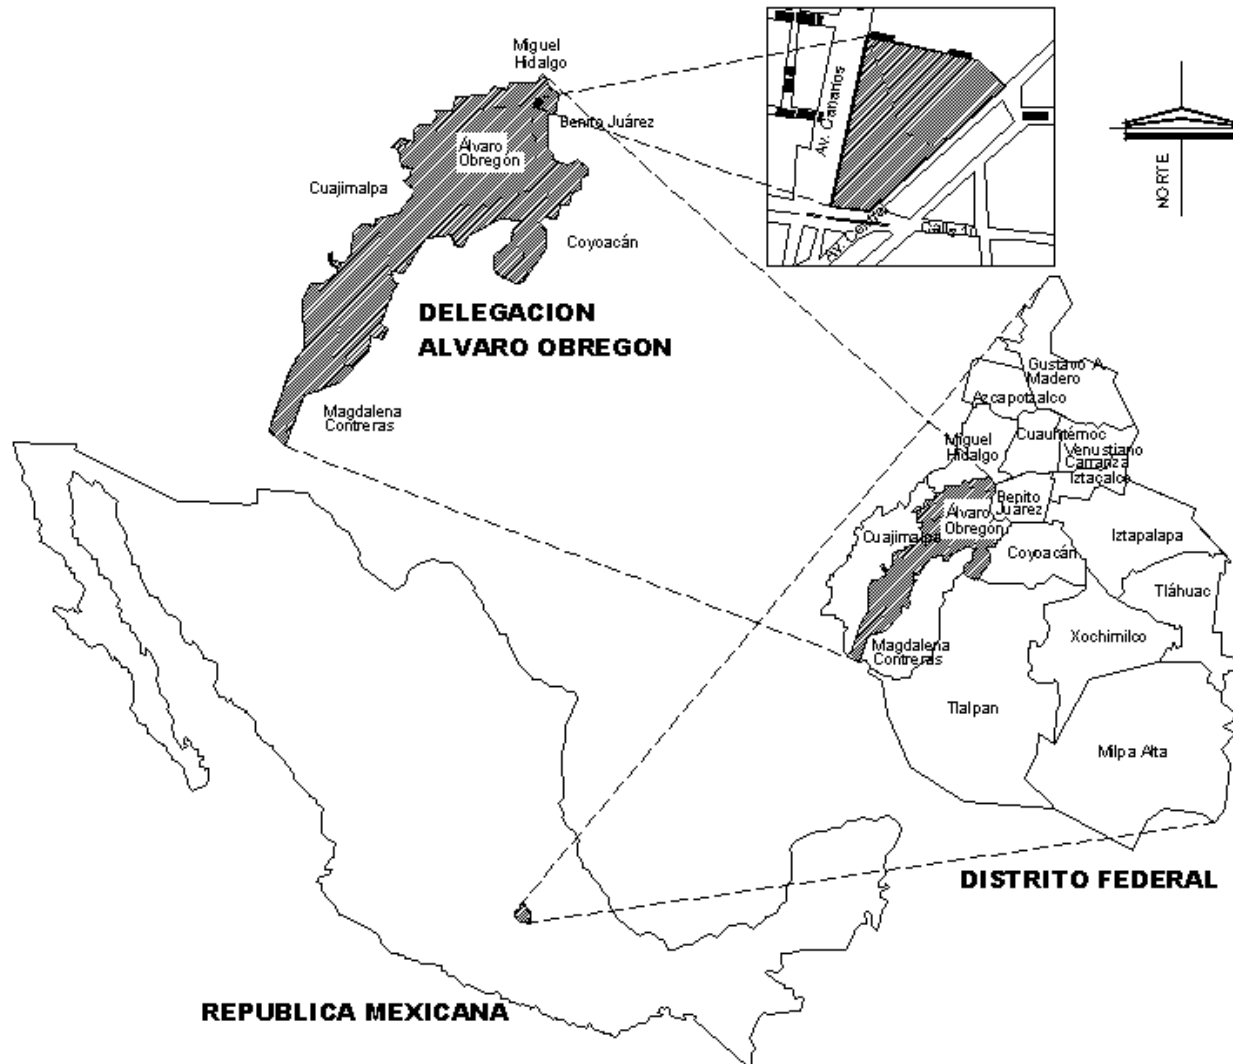 Miguel
Hidalgo
Benito Juárez
Álvaro
Obregón
Cuajimalpa
Coyoacán
DELEGACION
ALVARO OBREGON
Magdalena
Contreras
Av. Canarios
Calle
NORTE
Gustavo A.
Madero
Azcapotzalco
Miguel
Hidalgo
Cuauhtémoc
Venustiano
Carranza
Iztacalco
Benito
Juárez
Álvaro
Obregón
Cuajimalpa
Coyoacán
Iztapalapa
Tláhuac
Xochimilco
Magdalena
Contreras
Tlalpan
Milpa Alta
DISTRITO FEDERAL
REPUBLICA MEXICANA